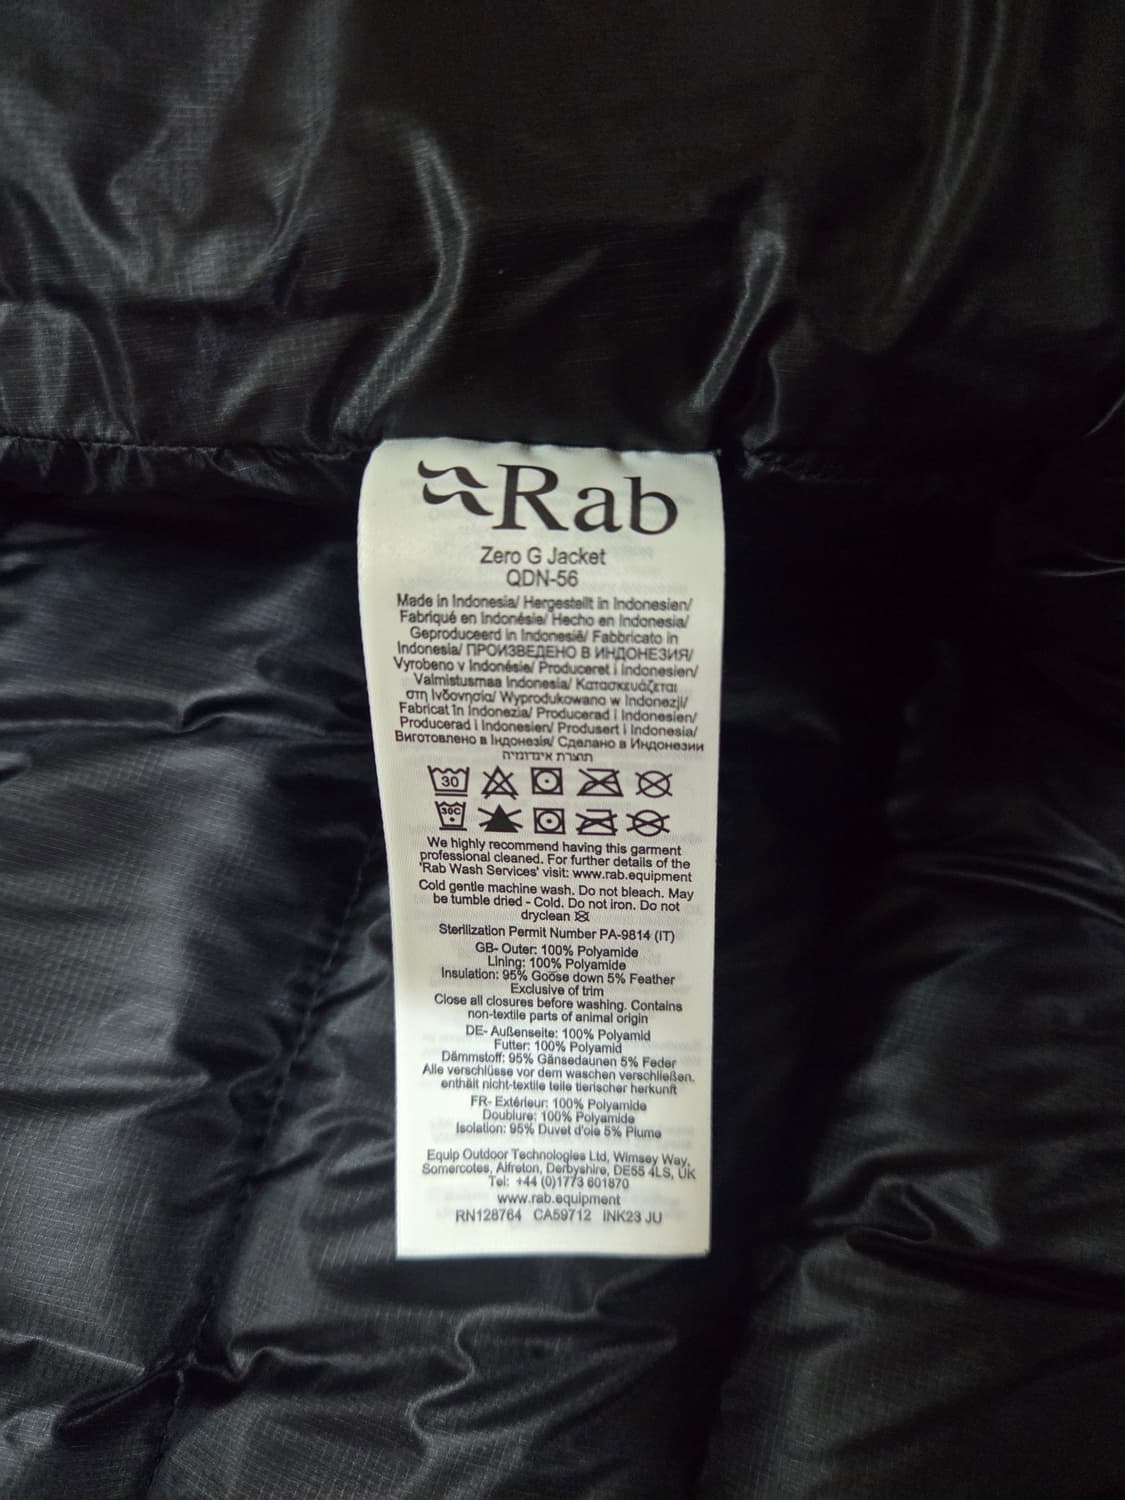 Rab
Zero G Jacket
QDN-56
Made in Indonesia/ Hergestellt in Indonesien/
Fabriqué en Indonésie/ Hecho en Indonesia/
Geproduceerd in Indonesië/ Fabbricato in
Indonesia/ ПРОИЗВЕДЕНО В ИНДОНЕЗИЯ/
Vyrobeno v Indonésie/ Produceret i Indonesien/
Valmistusmaa Indonesia/ Κατασκευάζεται
στη Ινδονησία/ Wyprodukowano w Indonezji/
Fabricat în Indonezia/ Producerad i Indonesien/
Producerad i Indonesien/ Produsert i Indonesia/
Виготовлено в Індонезія/ Сделано в Индонезии
תוצרת אינדונזיה
30
30C
We highly recommend having this garment
professional cleaned. For further details of the
'Rab Wash Services' visit: www.rab.equipment
Cold gentle machine wash. Do not bleach. May
be tumble dried - Cold. Do not iron. Do not
dryclean
Sterilization Permit Number PA-9814 (IT)
GB- Outer: 100% Polyamide
Lining: 100% Polyamide
Insulation: 95% Goose down 5% Feather
Exclusive of trim
Close all closures before washing. Contains
non-textile parts of animal origin
DE- Außenseite: 100% Polyamid
Futter: 100% Polyamid
Dämmstoff: 95% Gänsedaunen 5% Feder
Alle verschlüsse vor dem waschen verschließen.
enthält nicht-textile teile tierischer herkunft
FR- Extérieur: 100% Polyamide
Doublure: 100% Polyamide
Isolation: 95% Duvet d'oie 5% Plume
Equip Outdoor Technologies Ltd, Wimsey Way,
Somercotes, Alfreton, Derbyshire, DE55 4LS, UK
Tel: +44 (0)1773 601870
www.rab.equipment
RN128764 CA59712 INK23 JU